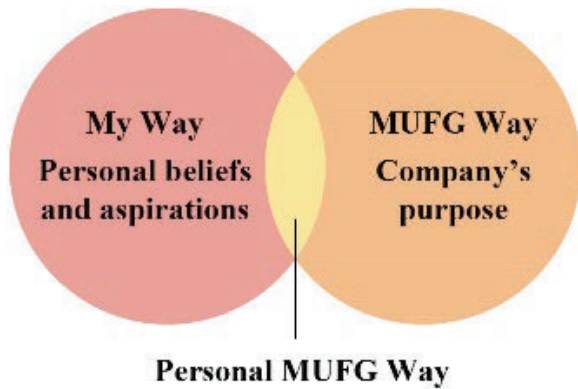 My Way
Personal beliefs
and aspirations
MUFG Way
Company's
purpose
Personal MUFG Way